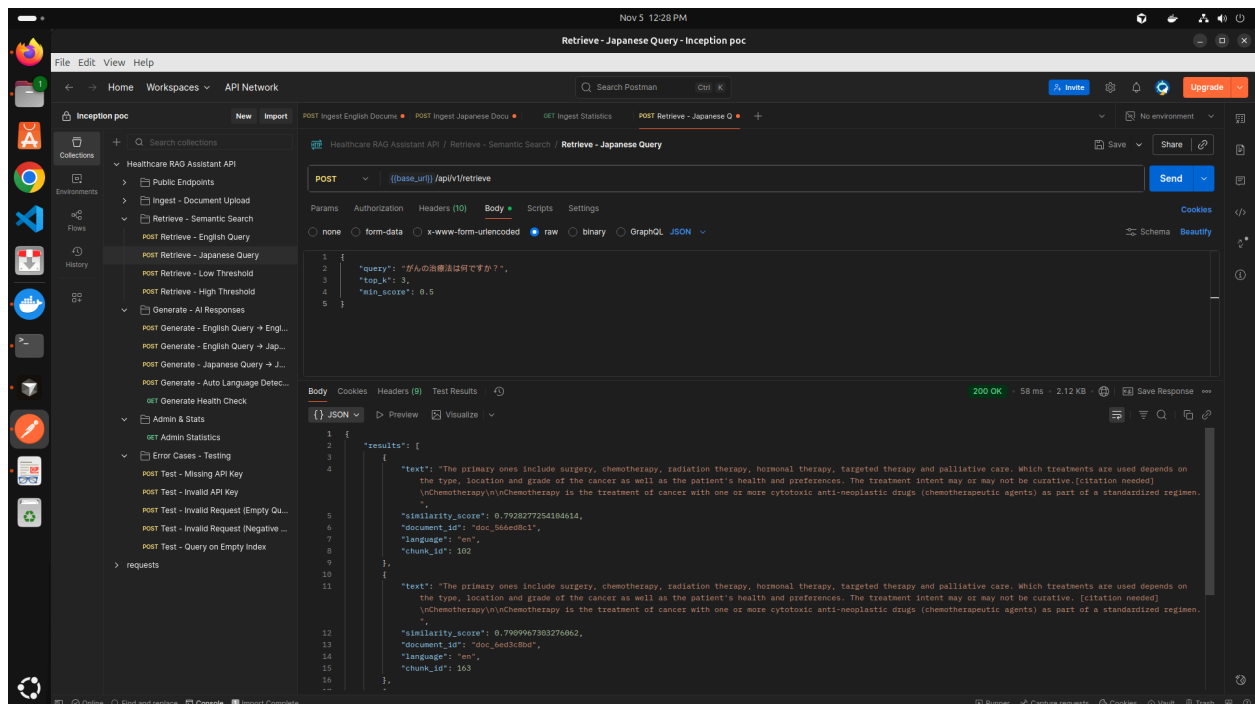 Nov 5 12:28 PM
Retrieve - Japanese Query - Inception poc
File Edit View Help
1
Home Workspaces API Network
Search Postman Ctrl K
Invite
Upgrade
Inception poc
New Import
POST Ingest English Docume
POST Ingest Japanese Docu
GET Ingest Statistics
POST Retrieve - Japanese Q
No environment
Collections
Environments
Flows
History
Search collections
Healthcare RAG Assistant API
Public Endpoints
Ingest - Document Upload
Retrieve - Semantic Search
POST Retrieve - English Query
POST Retrieve - Japanese Query
POST Retrieve - Low Threshold
POST Retrieve - High Threshold
Generate - AI Responses
POST Generate - English Query → Engl...
POST Generate - English Query → Jap...
POST Generate - Japanese Query → J...
POST Generate - Auto Language Detec...
GET Generate Health Check
Admin & Stats
GET Admin Statistics
Error Cases - Testing
POST Test - Missing API Key
POST Test - Invalid API Key
POST Test - Invalid Request (Empty Qu...
POST Test - Invalid Request (Negative ...
POST Test - Query on Empty Index
requests
HTTP Healthcare RAG Assistant API / Retrieve - Semantic Search / Retrieve - Japanese Query
Save Share
POST {{base_url}} /api/v1/retrieve
Send
Params Authorization Headers (10) Body Scripts Settings
Cookies
none form-data x-www-form-urlencoded raw binary GraphQL JSON
Schema Beautify
1 {
2 "query": "がんの治療法は何ですか？",
3 "top_k": 3,
4 "min_score": 0.5
5 }
Body Cookies Headers (9) Test Results
200 OK 58 ms 2.12 KB Save Response
{} JSON Preview Visualize
1 {
2 "results": [
3 {
4 "text": "The primary ones include surgery, chemotherapy, radiation therapy, hormonal therapy, targeted therapy and palliative care. Which treatments are used depends on
the type, location and grade of the cancer as well as the patient's health and preferences. The treatment intent may or may not be curative.[citation needed]
\nChemotherapy\n\nChemotherapy is the treatment of cancer with one or more cytotoxic anti-neoplastic drugs (chemotherapeutic agents) as part of a standardized regimen.
",
5 "similarity_score": 0.7928277254104614,
6 "document_id": "doc_566ed8c1",
7 "language": "en",
8 "chunk_id": 102
9 },
10 {
11 "text": "The primary ones include surgery, chemotherapy, radiation therapy, hormonal therapy, targeted therapy and palliative care. Which treatments are used depends on
the type, location and grade of the cancer as well as the patient's health and preferences. The treatment intent may or may not be curative. [citation needed]
\nChemotherapy\n\nChemotherapy is the treatment of cancer with one or more cytotoxic anti-neoplastic drugs (chemotherapeutic agents) as part of a standardized regimen.
",
12 "similarity_score": 0.7909967303276062,
13 "document_id": "doc_6ed3c8bd",
14 "language": "en",
15 "chunk_id": 163
16 },
Online Find and replace Console Import Complete
Runner Capture requests Cookies Vault Trash